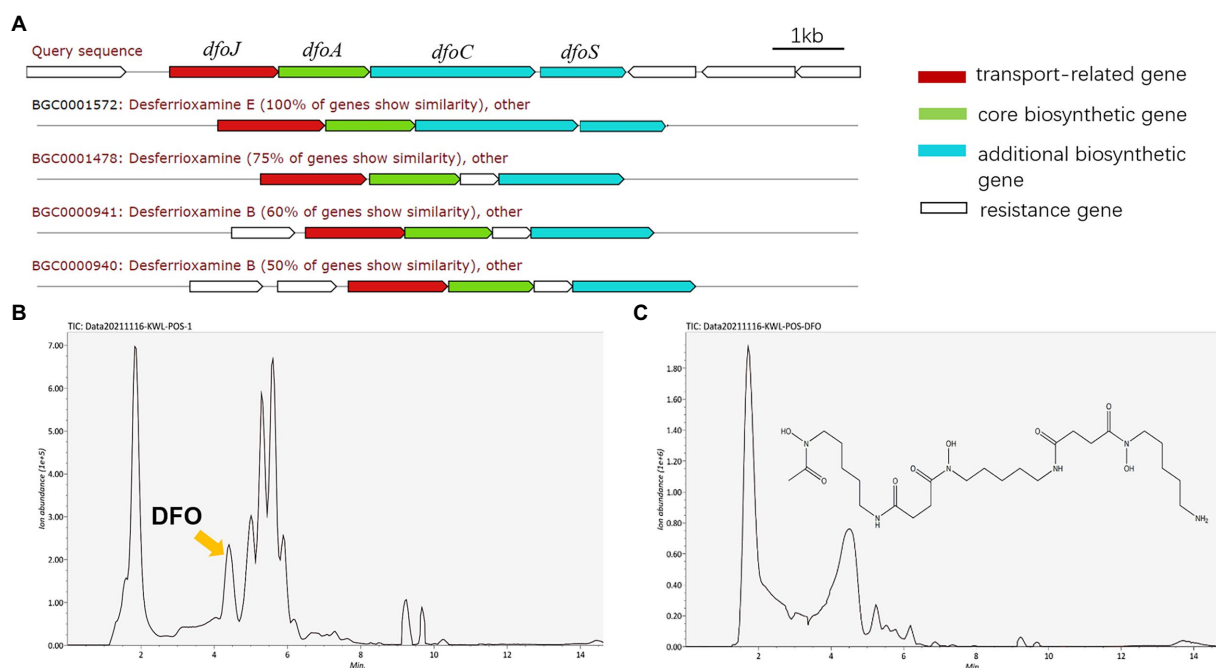 A
Query sequence
dfoJ
dfoA
dfoC
dfoS
1kb
BGC0001572: Desferrioxamine E (100% of genes show similarity), other
BGC0001478: Desferrioxamine (75% of genes show similarity), other
BGC0000941: Desferrioxamine B (60% of genes show similarity), other
BGC0000940: Desferrioxamine B (50% of genes show similarity), other
transport-related gene
core biosynthetic gene
additional biosynthetic
gene
resistance gene
B
TIC: Data20211116-KWL-POS-1
Ion abundance (1e+5)
7.00
6.00
5.00
4.00
3.00
2.00
1.00
0.00
DFO
2
4
6
8
10
12
14
Min.
C
TIC: Data20211116-KWL-POS-DFO
Ion abundance (1e+6)
1.80
1.60
1.40
1.20
1.00
0.80
0.60
0.40
0.20
0.00
HO
N
O
N
H
O
O
N
OH
NH
O
O
N
OH
NH2
2
4
6
8
10
12
14
Min.